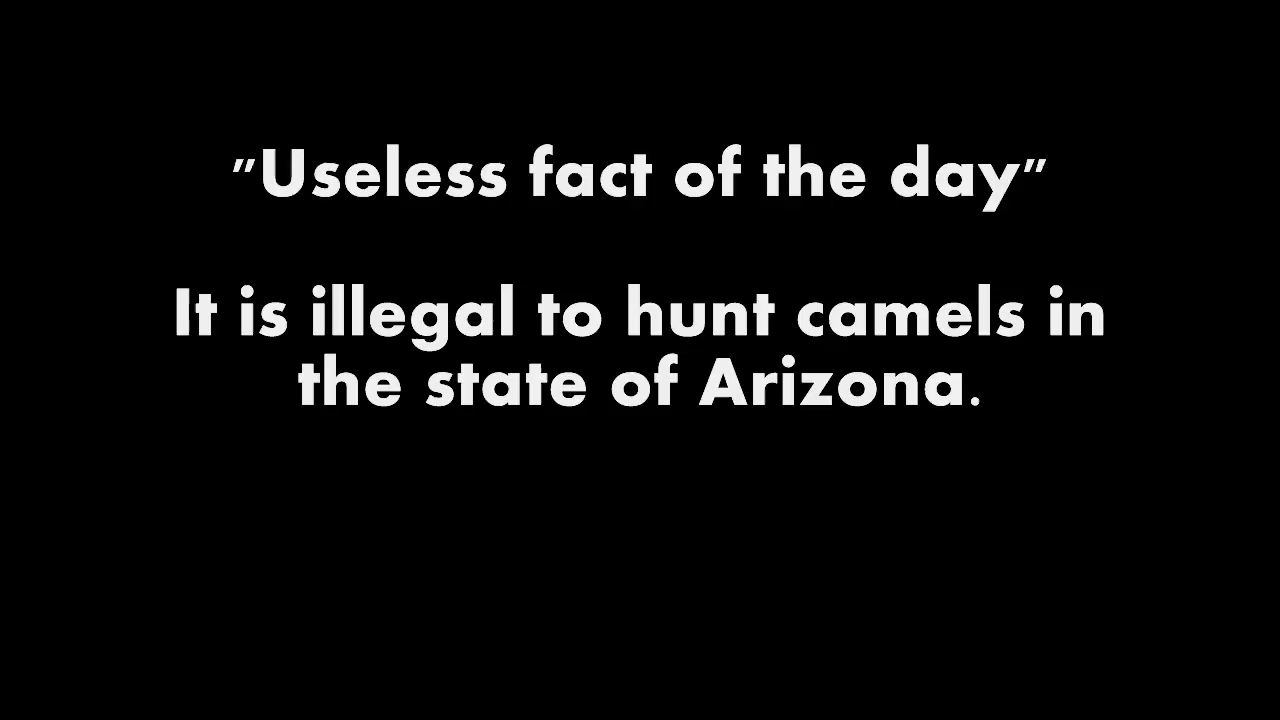 "Useless fact of the day"
It is illegal to hunt camels in
the state of Arizona.